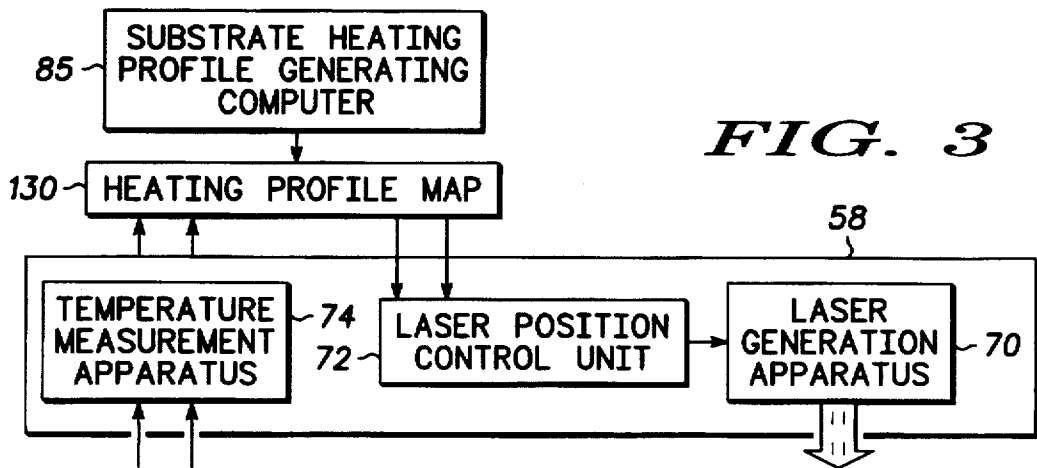 SUBSTRATE HEATING
PROFILE GENERATING
COMPUTER
85
FIG. 3
130
HEATING PROFILE MAP
58
TEMPERATURE
MEASUREMENT
APPARATUS
74
72
LASER POSITION
CONTROL UNIT
LASER
GENERATION
APPARATUS
70